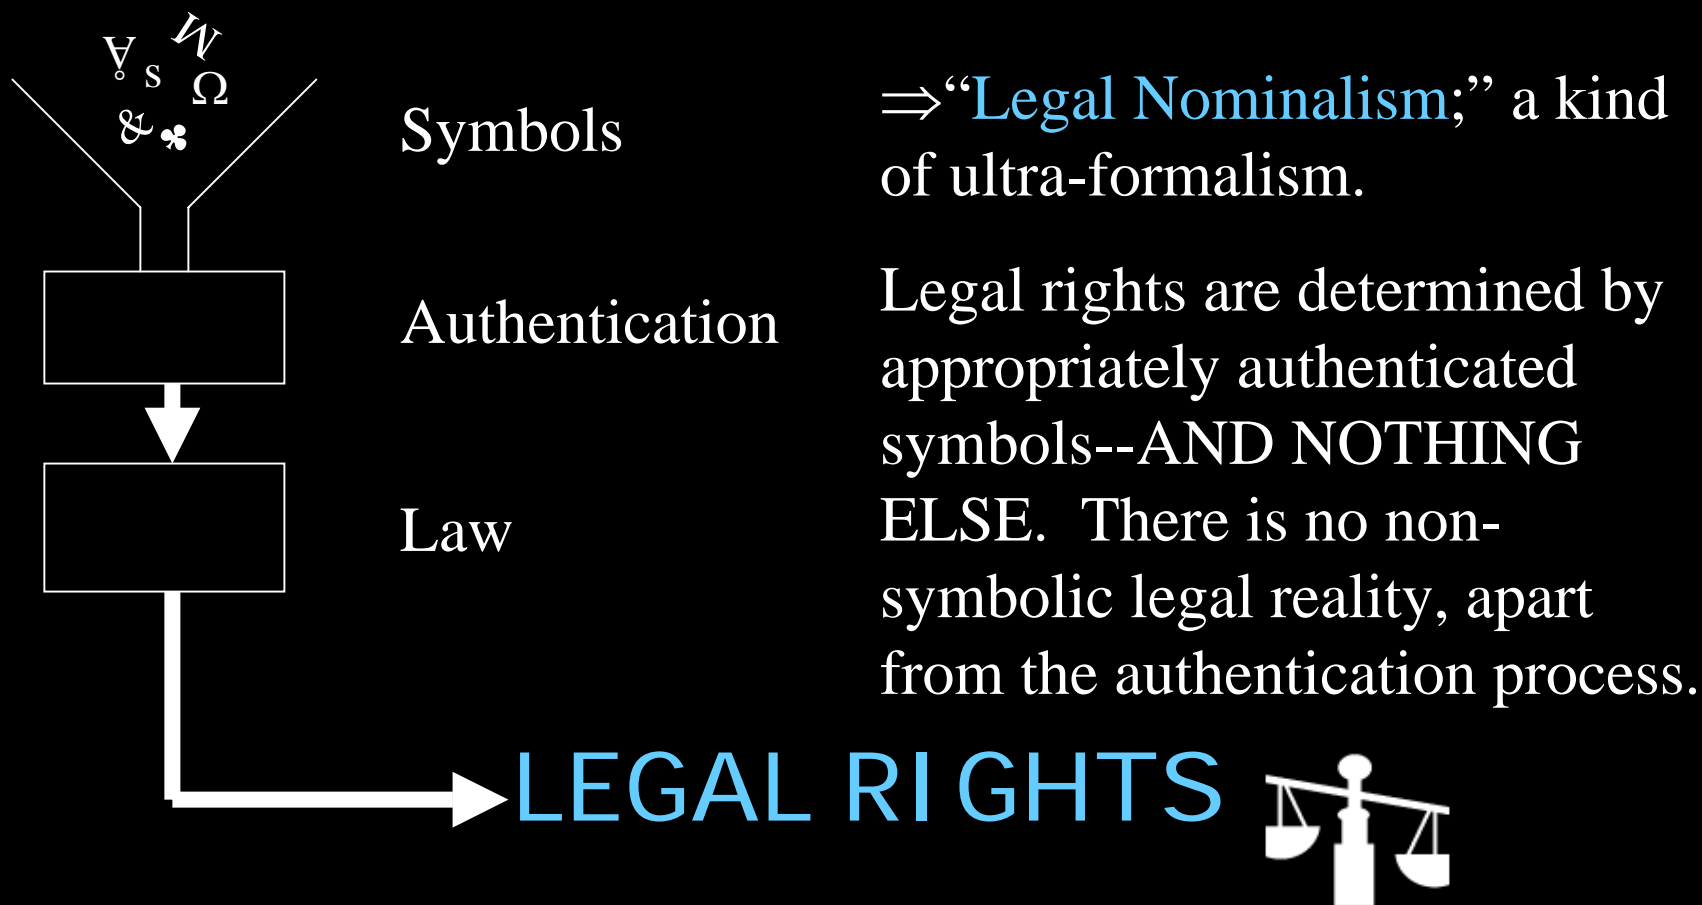 ∀ s M
Ω
& ♣
Symbols
Authentication
Law
⇒“Legal Nominalism;” a kind
of ultra-formalism.
Legal rights are determined by
appropriately authenticated
symbols--AND NOTHING
ELSE. There is no non-
symbolic legal reality, apart
from the authentication process.
LEGAL RIGHTS